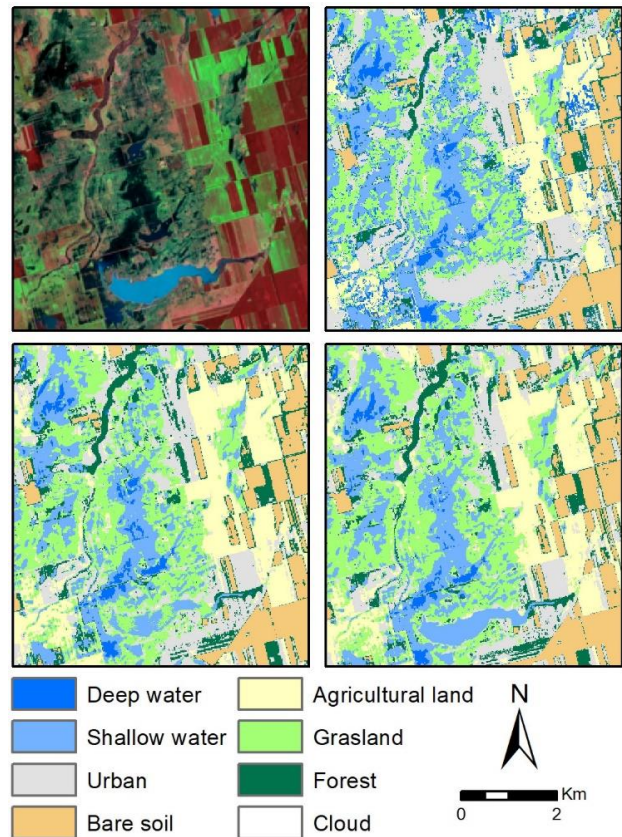 Deep water
Agricultural land
Shallow water
Grasland
Urban
Forest
Bare soil
Cloud
N
Km
0 2